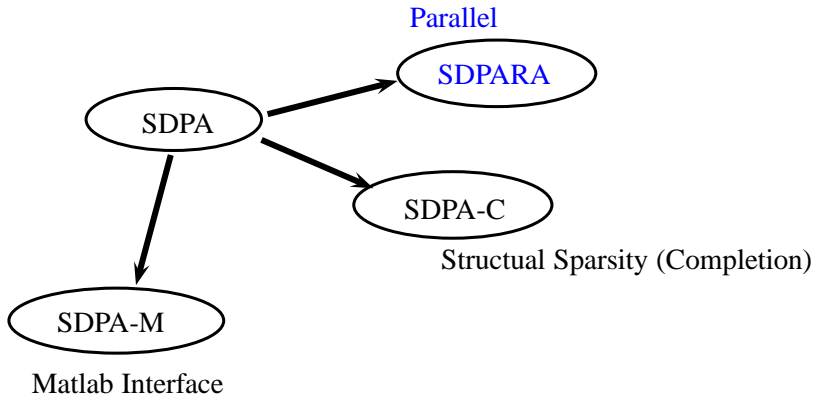 Parallel
SDPARA
SDPA
SDPA-C
Structual Sparsity (Completion)
SDPA-M
Matlab Interface